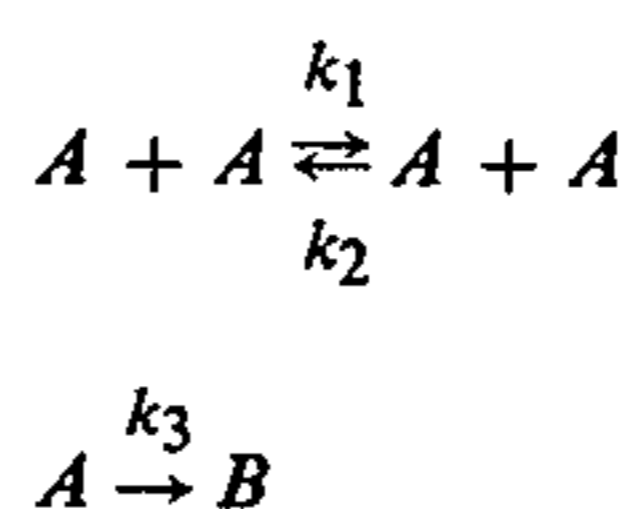 k1
A + A ⇄ A + A
k2
k3
A → B